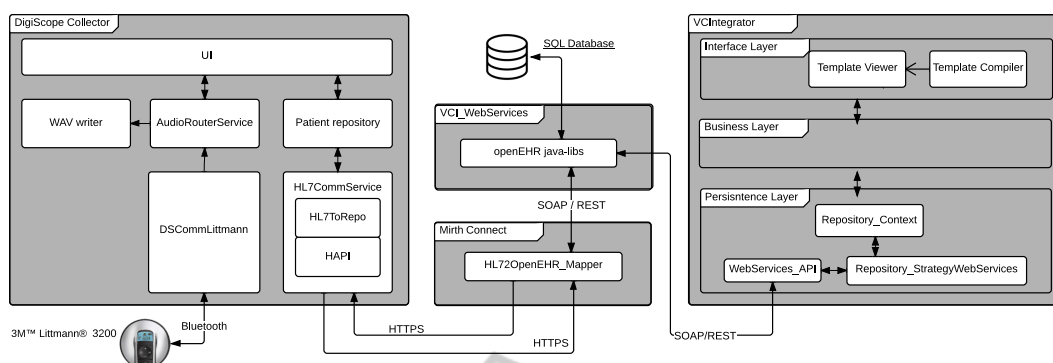 DigiScope Collector
UI
WAV writer
AudioRouterService
Patient repository
DSCommLittmann
HL7CommService
HL7ToRepo
HAPI
3M™ Littmann® 3200
Bluetooth
HTTPS
HTTPS
SQL Database
VCI_WebServices
openEHR java-libs
SOAP / REST
Mirth Connect
HL72OpenEHR_Mapper
SOAP/REST
VCIntegrator
Interface Layer
Template Viewer
Template Compiler
Business Layer
Persisntence Layer
Repository_Context
WebServices_API
Repository_StrategyWebServices